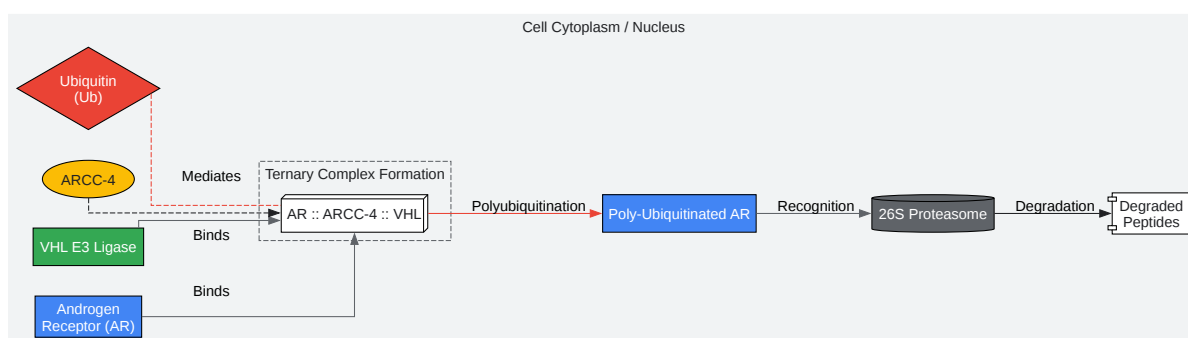 Cell Cytoplasm / Nucleus
Ubiquitin
(Ub)
ARCC-4
Mediates
Ternary Complex Formation
AR :: ARCC-4 :: VHL
VHL E3 Ligase
Binds
Androgen
Receptor (AR)
Binds
Polyubiquitination
Poly-Ubiquitinated AR
Recognition
26S Proteasome
Degradation
Degraded
Peptides